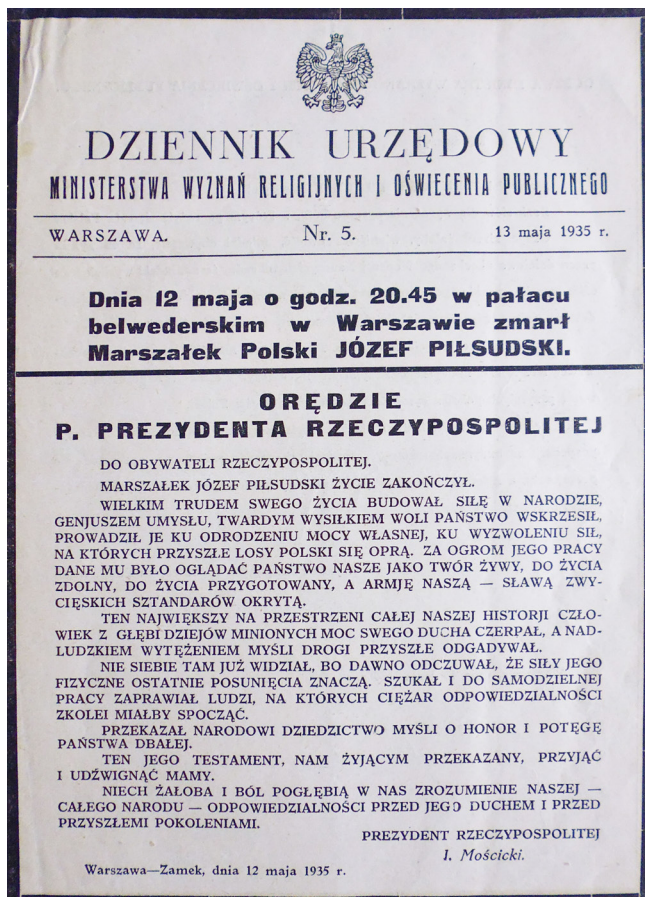 DZIENNIK URZĘDOWY
MINISTERSTWA WYZNAŃ RELIGIJNYCH I OŚWIECENIA PUBLICZNEGO
WARSZAWA. Nr. 5. 13 maja 1935 r.
Dnia 12 maja o godz. 20.45 w pałacu
belwederskim w Warszawie zmarł
Marszałek Polski JÓZEF PIŁSUDSKI.
ORĘDZIE
P. PREZYDENTA RZECZYPOSPOLITEJ
DO OBYWATELI RZECZYPOSPOLITEJ.
MARSZAŁEK JÓZEF PIŁSUDSKI ŻYCIE ZAKOŃCZYŁ.
WIELKIM TRUDEM SWEGO ŻYCIA BUDOWAŁ SIŁĘ W NARODZIE,
GENJUSZEM UMYSŁU, TWARDYM WYSIŁKIEM WOLI PAŃSTWO WSKRZESIŁ,
PROWADZIŁ JE KU ODRODZENIU MOCY WŁASNEJ, KU WYZWOLENIU SIŁ,
NA KTÓRYCH PRZYSZŁE LOSY POLSKI SIĘ OPRĄ. ZA OGROM JEGO PRACY
DANE MU BYŁO OGLĄDAĆ PAŃSTWO NASZE JAKO TWÓR ŻYWY, DO ŻYCIA
ZDOLNY, DO ŻYCIA PRZYGOTOWANY, A ARMJĘ NASZĄ — SŁAWĄ ZWY-
CIĘSKICH SZTANDARÓW OKRYTĄ.
TEN NAJWIĘKSZY NA PRZESTRZENI CAŁEJ NASZEJ HISTORJI CZŁO-
WIEK Z GŁĘBI DZIEJÓW MINIONYCH MOC SWEGO DUCHA CZERPAŁ, A NAD-
LUDZKIEM WYTĘŻENIEM MYŚLI DROGI PRZYSZŁE ODGADYWAŁ.
NIE SIEBIE TAM JUŻ WIDZIAŁ, BO DAWNO ODCZUWAŁ, ŻE SIŁY JEGO
FIZYCZNE OSTATNIE POSUNIĘCIA ZNACZĄ. SZUKAŁ I DO SAMODZIELNEJ
PRACY ZAPRAWIAŁ LUDZI, NA KTÓRYCH CIĘŻAR ODPOWIEDZIALNOŚCI
ZKOLEI MIAŁBY SPOCZĄĆ.
PRZEKAZAŁ NARODOWI DZIEDZICTWO MYŚLI O HONOR I POTĘGĘ
PAŃSTWA DBAŁEJ.
TEN JEGO TESTAMENT, NAM ŻYJĄCYM PRZEKAZANY, PRZYJĄĆ
I UDŹWIGNĄĆ MAMY.
NIECH ŻAŁOBA I BÓL POGŁĘBIĄ W NAS ZROZUMIENIE NASZEJ —
CAŁEGO NARODU — ODPOWIEDZIALNOŚCI PRZED JEGO DUCHEM I PRZED
PRZYSZŁEMI POKOLENIAMI.
PREZYDENT RZECZYPOSPOLITEJ
I. Mościcki.
Warszawa—Zamek, dnia 12 maja 1935 r.